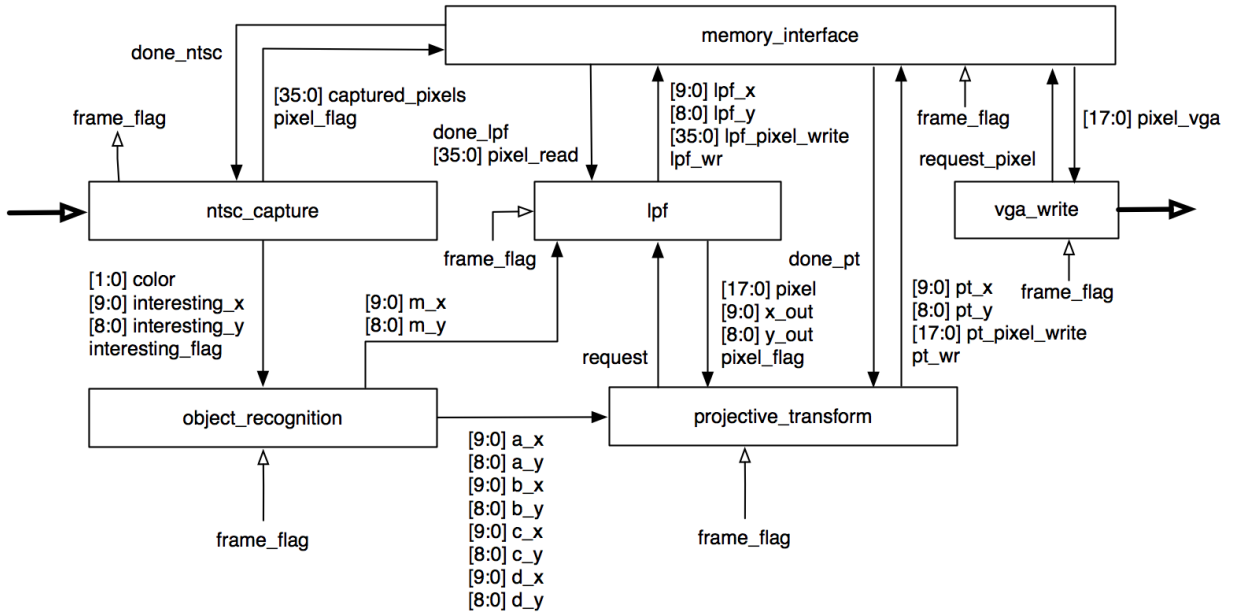 memory_interface
done_ntsc
[35:0] captured_pixels
pixel_flag
frame_flag
done_lpf
[35:0] pixel_read
[9:0] lpf_x
[8:0] lpf_y
[35:0] lpf_pixel_write
lpf_wr
frame_flag
[17:0] pixel_vga
request_pixel
ntsc_capture
lpf
vga_write
frame_flag
done_pt
frame_flag
[1:0] color
[9:0] interesting_x
[8:0] interesting_y
interesting_flag
[9:0] m_x
[8:0] m_y
request
[17:0] pixel
[9:0] x_out
[8:0] y_out
pixel_flag
[9:0] pt_x
[8:0] pt_y
[17:0] pt_pixel_write
pt_wr
object_recognition
projective_transform
[9:0] a_x
[8:0] a_y
[9:0] b_x
[8:0] b_y
[9:0] c_x
[8:0] c_y
[9:0] d_x
[8:0] d_y
frame_flag
frame_flag